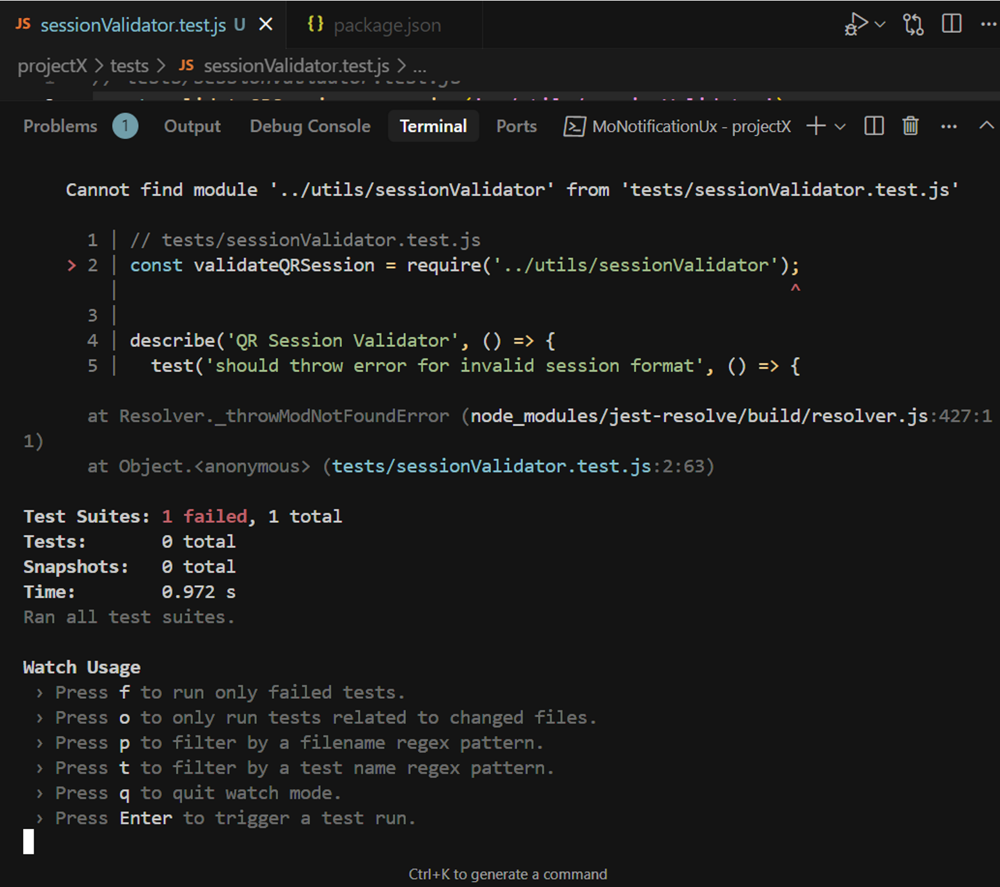 JS sessionValidator.test.js U
{} package.json
projectX > tests > JS sessionValidator.test.js > ...
Problems 1 Output Debug Console Terminal Ports MoNotificationUx - projectX
Cannot find module '../utils/sessionValidator' from 'tests/sessionValidator.test.js'
1 | // tests/sessionValidator.test.js
> 2 | const validateQRSession = require('../utils/sessionValidator');
| ^
3 |
4 | describe('QR Session Validator', () => {
5 | test('should throw error for invalid session format', () => {
at Resolver._throwModNotFoundError (node_modules/jest-resolve/build/resolver.js:427:1
1)
at Object.<anonymous> (tests/sessionValidator.test.js:2:63)
Test Suites: 1 failed, 1 total
Tests: 0 total
Snapshots: 0 total
Time: 0.972 s
Ran all test suites.
Watch Usage
› Press f to run only failed tests.
› Press o to only run tests related to changed files.
› Press p to filter by a filename regex pattern.
› Press t to filter by a test name regex pattern.
› Press q to quit watch mode.
› Press Enter to trigger a test run.
Ctrl+K to generate a command